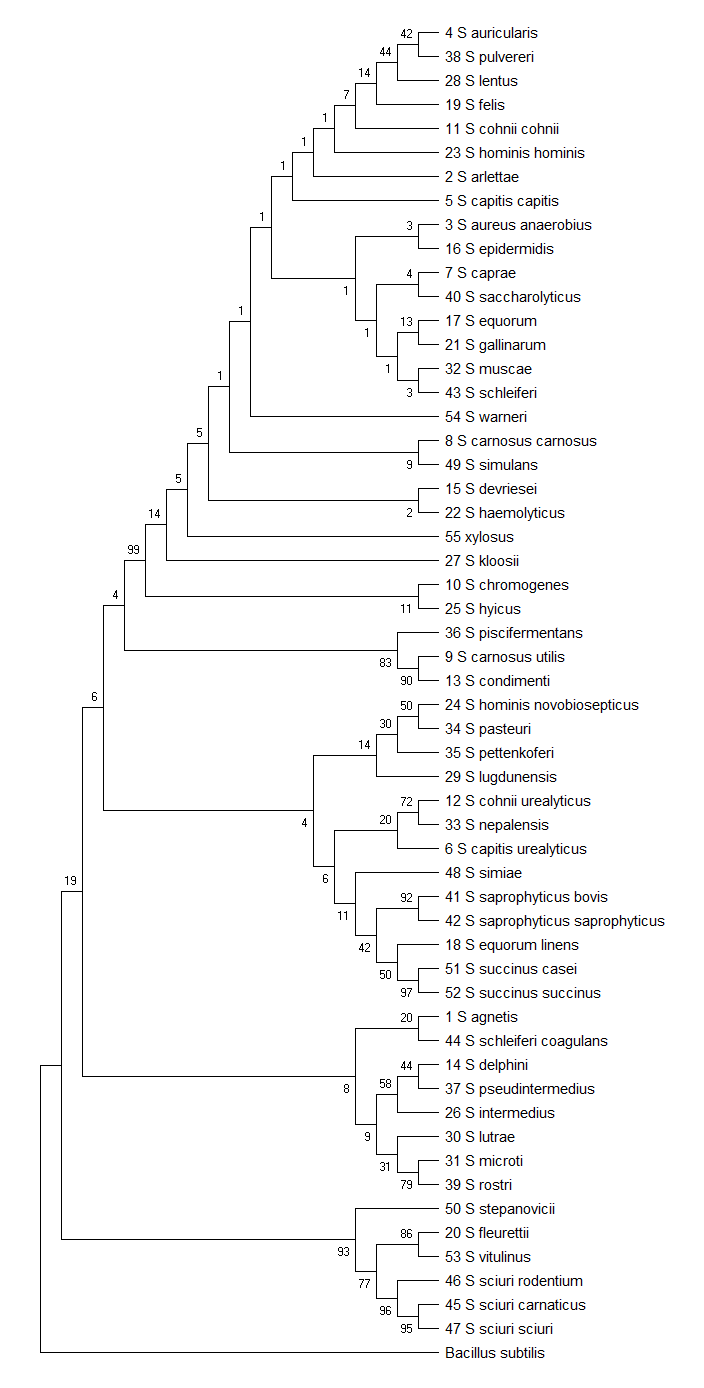 42
4 S auricularis
44
38 S pulvereri
14
28 S lentus
7
19 S felis
1
11 S cohnii cohnii
1
23 S hominis hominis
1
2 S arlettae
5 S capitis capitis
1
3
3 S aureus anaerobius
16 S epidermidis
4
7 S caprae
1
40 S saccharolyticus
1
13
17 S equorum
1
21 S gallinarum
1
32 S muscae
1
3
43 S schleiferi
54 S warneri
5
8 S carnosus carnosus
9
49 S simulans
5
15 S devriesei
14
2
22 S haemolyticus
55 xylosus
99
27 S kloosii
4
10 S chromogenes
11
25 S hyicus
36 S piscifermentans
83
9 S carnosus utilis
90
13 S condimenti
6
50
24 S hominis novobiosepticus
30
34 S pasteuri
14
35 S pettenkoferi
29 S lugdunensis
72
12 S cohnii urealyticus
4
20
33 S nepalensis
6 S capitis urealyticus
6
48 S simiae
19
92
41 S saprophyticus bovis
11
42 S saprophyticus saprophyticus
42
18 S equorum linens
50
51 S succinus casei
97
52 S succinus succinus
20
1 S agnetis
44 S schleiferi coagulans
44
14 S delphini
8
58
37 S pseudintermedius
26 S intermedius
9
30 S lutrae
31
31 S microti
79
39 S rostri
50 S stepanovicii
86
20 S fleurettii
93
53 S vitulinus
77
46 S sciuri rodentium
96
45 S sciuri carnaticus
95
47 S sciuri sciuri
Bacillus subtilis